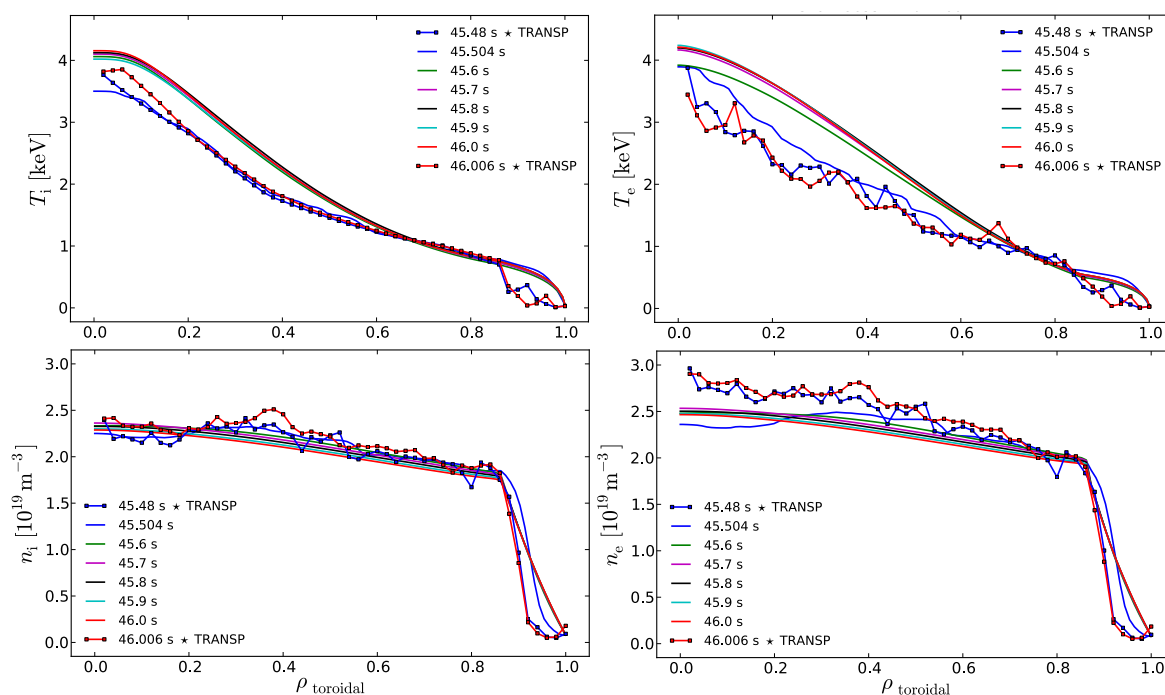 T_i [keV]
4
3
2
1
0
0.0 0.2 0.4 0.6 0.8 1.0
45.48 s ⋆ TRANSP
45.504 s
45.6 s
45.7 s
45.8 s
45.9 s
46.0 s
46.006 s ⋆ TRANSP
T_e [keV]
4
3
2
1
0
0.0 0.2 0.4 0.6 0.8 1.0
45.48 s ⋆ TRANSP
45.504 s
45.6 s
45.7 s
45.8 s
45.9 s
46.0 s
46.006 s ⋆ TRANSP
n_i [10^19 m^−3]
3.0
2.5
2.0
1.5
1.0
0.5
0.0
45.48 s ⋆ TRANSP
45.504 s
45.6 s
45.7 s
45.8 s
45.9 s
46.0 s
46.006 s ⋆ TRANSP
0.0 0.2 0.4 0.6 0.8 1.0
ρ toroidal
n_e [10^19 m^−3]
3.0
2.5
2.0
1.5
1.0
0.5
0.0
45.48 s ⋆ TRANSP
45.504 s
45.6 s
45.7 s
45.8 s
45.9 s
46.0 s
46.006 s ⋆ TRANSP
0.0 0.2 0.4 0.6 0.8 1.0
ρ toroidal